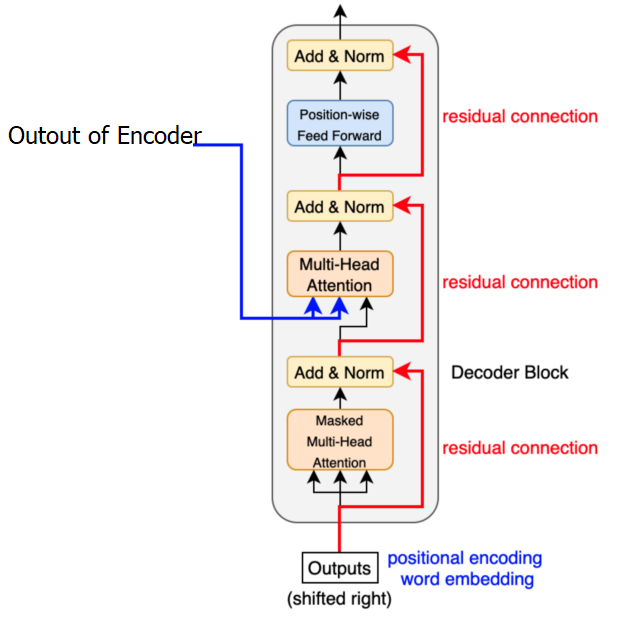 Add & Norm
Position-wise
Feed Forward
residual connection
Outout of Encoder
Add & Norm
Multi-Head
Attention
residual connection
Add & Norm
Decoder Block
Masked
Multi-Head
Attention
residual connection
Outputs
(shifted right)
positional encoding
word embedding